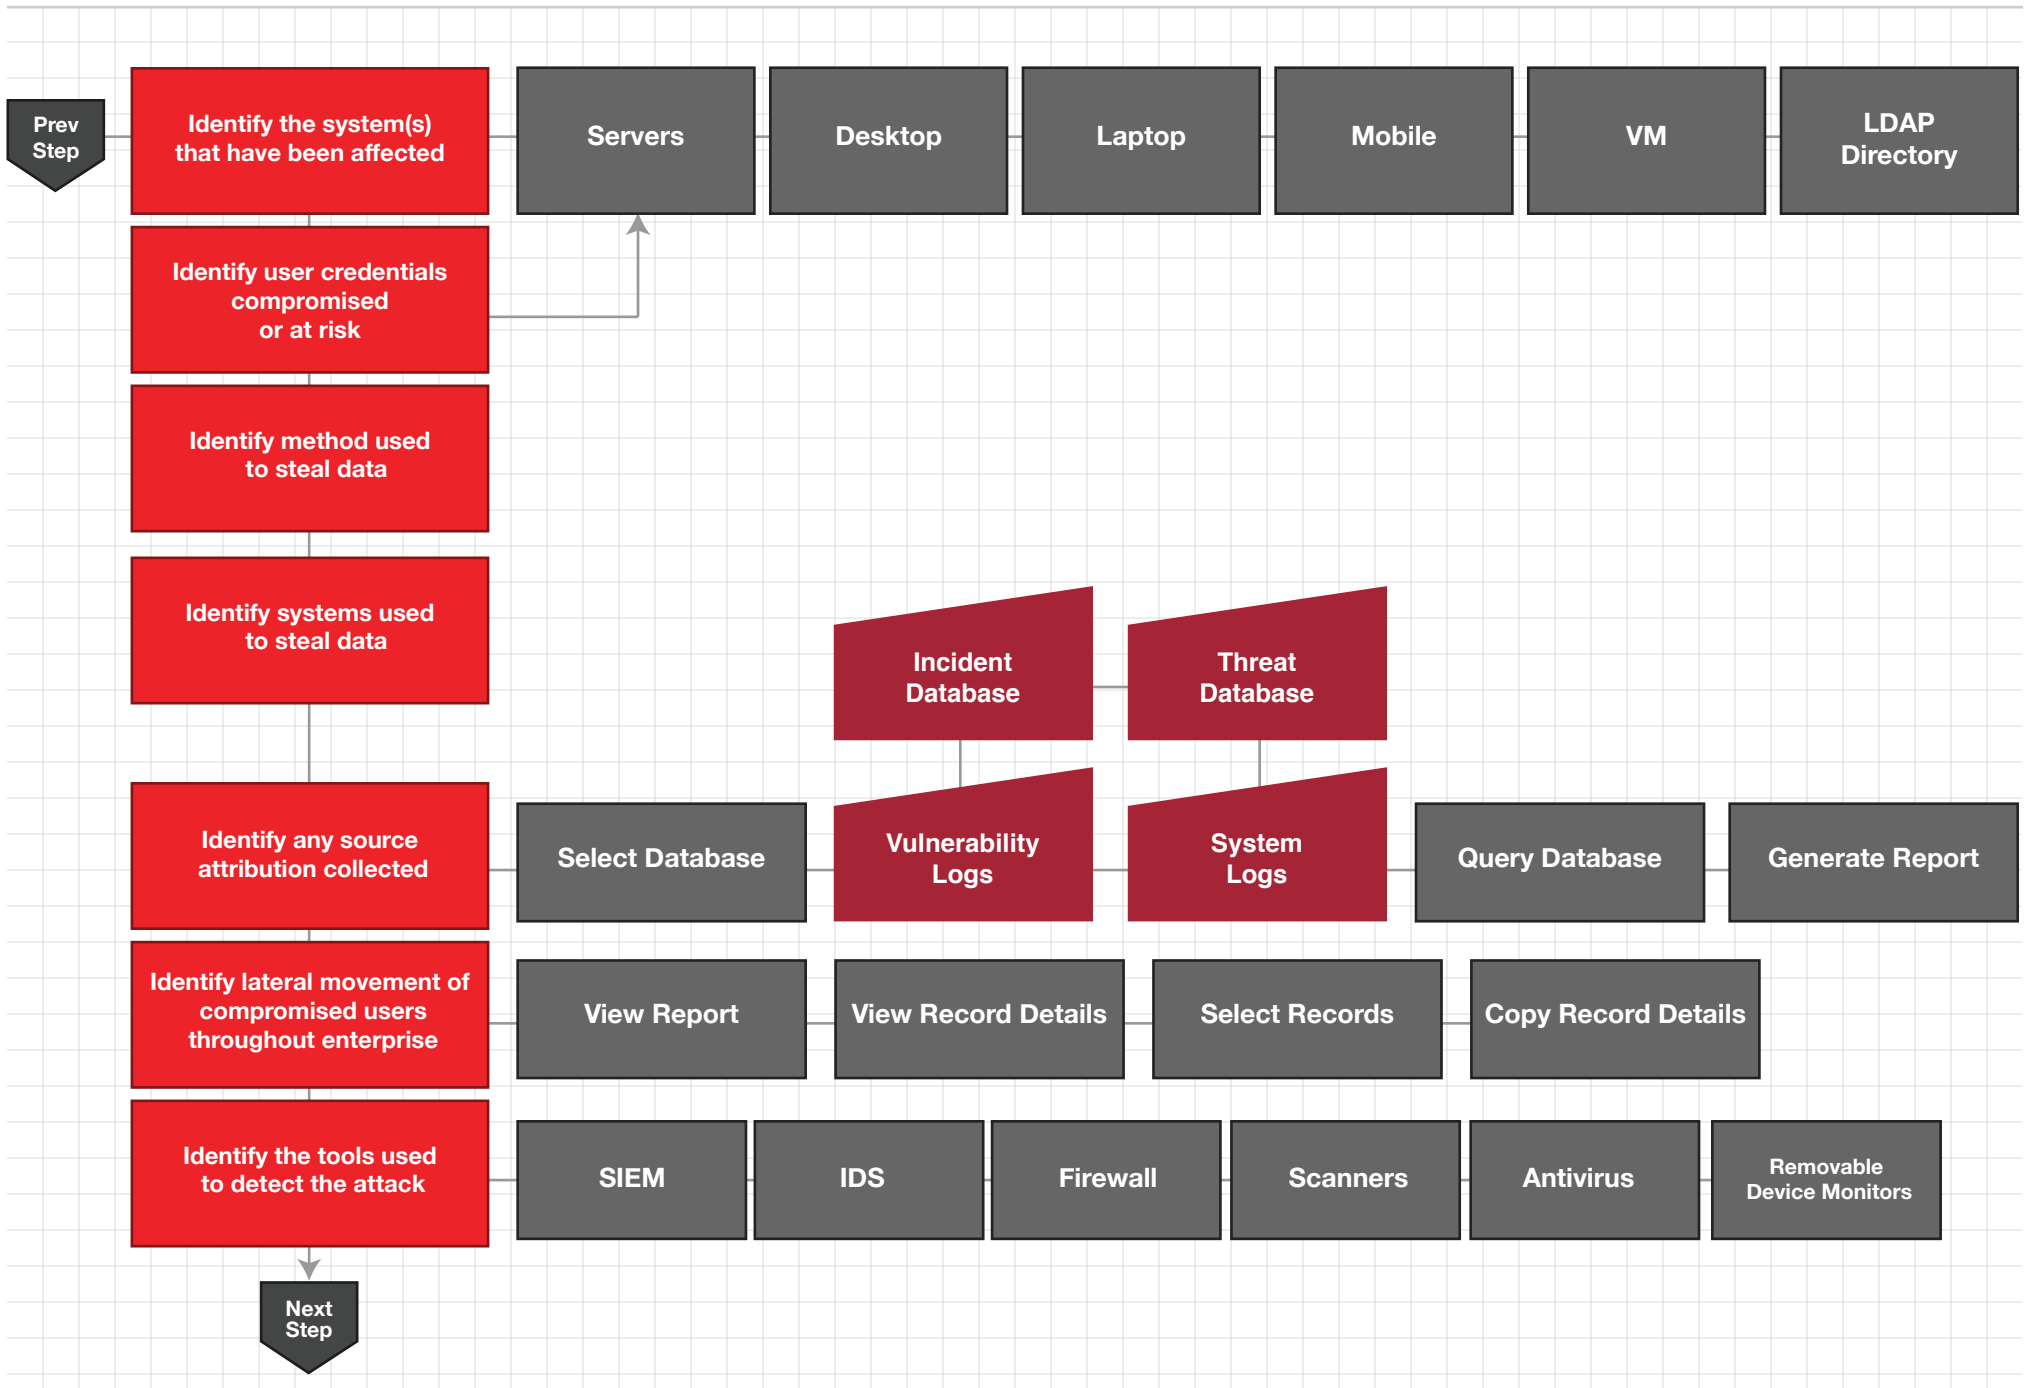 Prev
Step
Identify the system(s)
that have been affected
Servers
Desktop
Laptop
Mobile
VM
LDAP
Directory
Identify user credentials
compromised
or at risk
Identify method used
to steal data
Identify systems used
to steal data
Incident
Database
Threat
Database
Identify any source
attribution collected
Select Database
Vulnerability
Logs
System
Logs
Query Database
Generate Report
Identify lateral movement of
compromised users
throughout enterprise
View Report
View Record Details
Select Records
Copy Record Details
Identify the tools used
to detect the attack
SIEM
IDS
Firewall
Scanners
Antivirus
Removable
Device Monitors
Next
Step